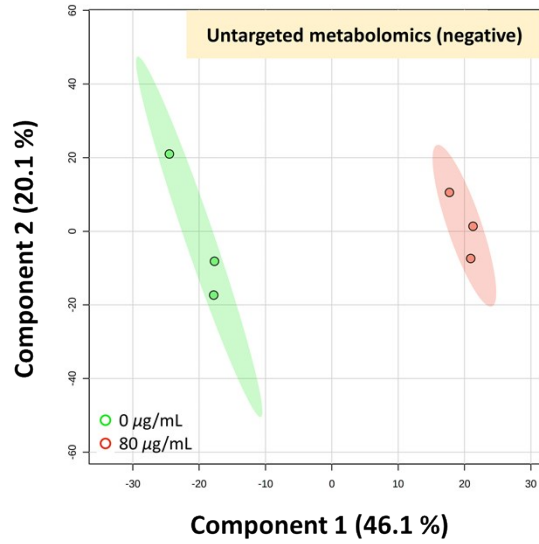 Untargeted metabolomics (negative)
60
40
20
0
-20
-40
-60
Component 2 (20.1 %)
0 µg/mL
80 µg/mL
-30 -20 -10 0 10 20 30
Component 1 (46.1 %)